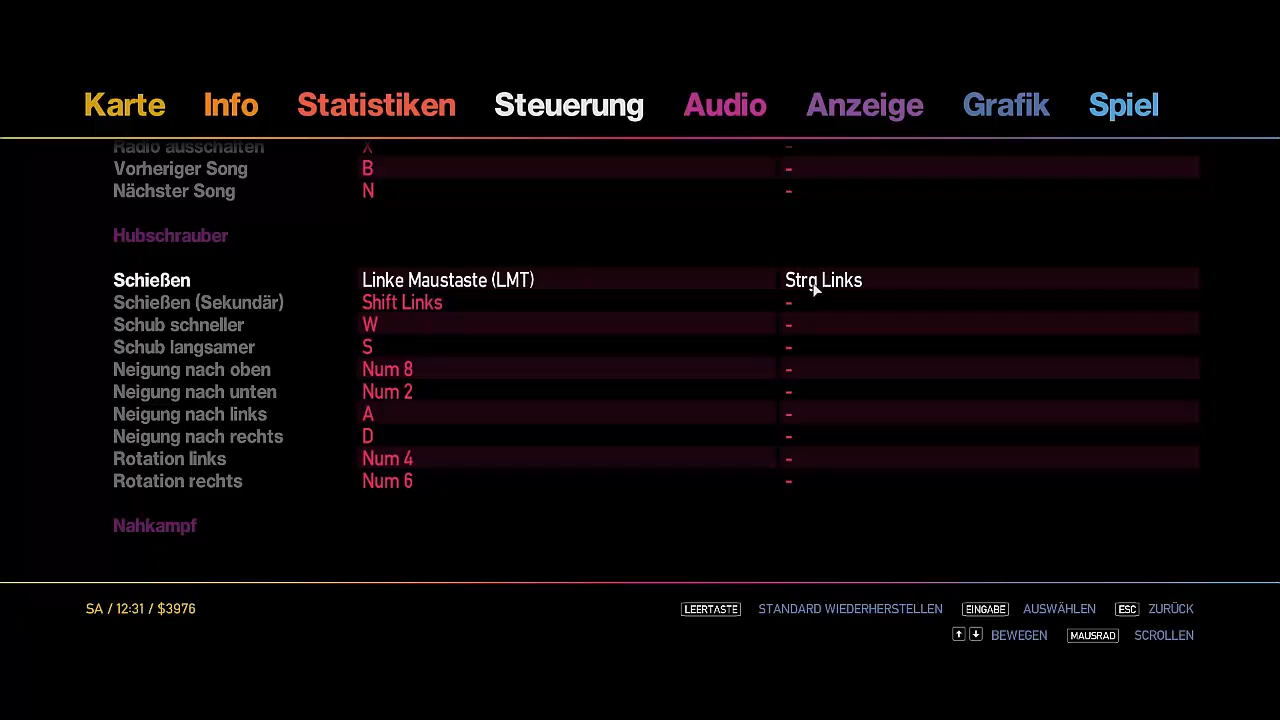 Karte Info Statistiken Steuerung Audio Anzeige Grafik Spiel
Radio ausschalten X -
Vorheriger Song B -
Nächster Song N -
Hubschrauber
Schießen Linke Maustaste (LMT) Strg Links
Schießen (Sekundär) Shift Links -
Schub schneller W -
Schub langsamer S -
Neigung nach oben Num 8 -
Neigung nach unten Num 2 -
Neigung nach links A -
Neigung nach rechts D -
Rotation links Num 4 -
Rotation rechts Num 6 -
Nahkampf
SA / 12:31 / $3976 LEERTASTE STANDARD WIEDERHERSTELLEN EINGABE AUSWÄHLEN ESC ZURÜCK
BEWEGEN MAUSRAD SCROLLEN